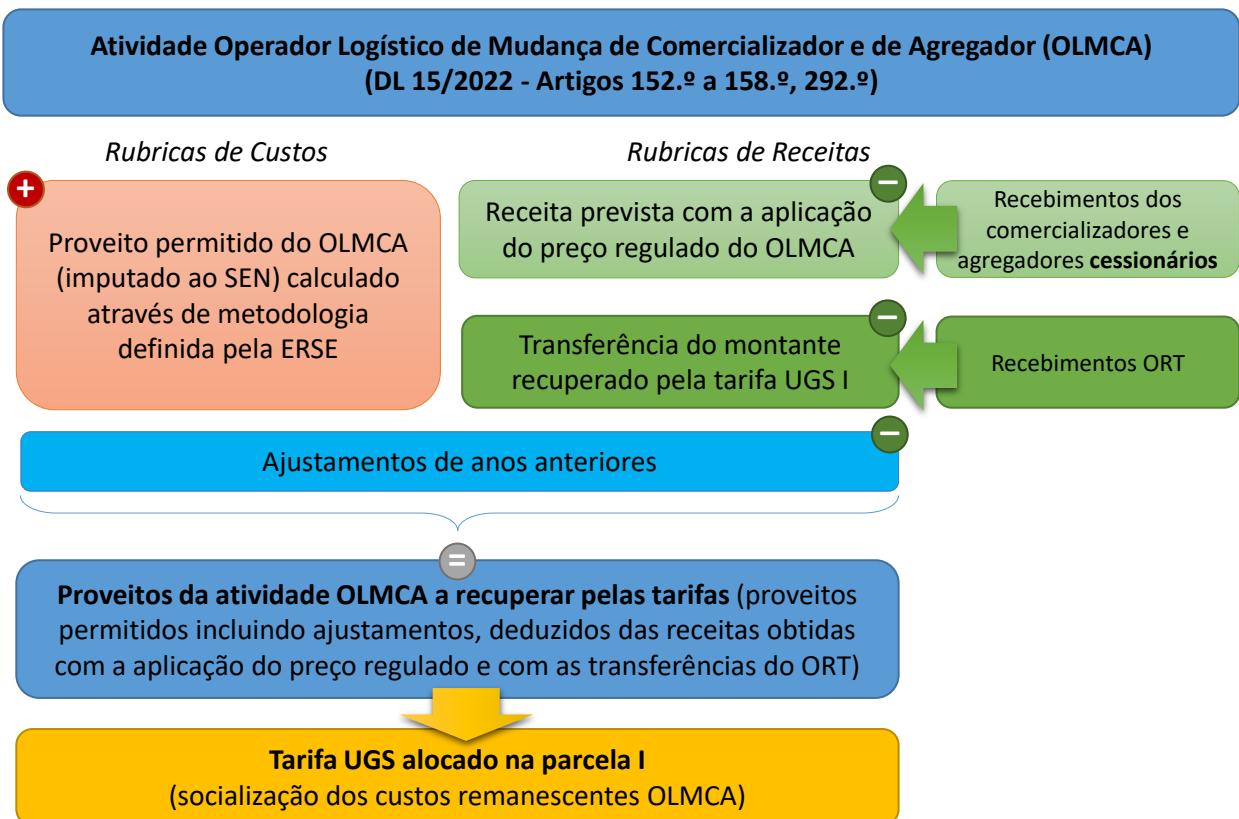 Atividade Operador Logístico de Mudança de Comercializador e de Agregador (OLMCA)
(DL 15/2022 - Artigos 152.º a 158.º, 292.º)
Rubricas de Custos
Rubricas de Receitas
+
Proveito permitido do OLMCA
(imputado ao SEN) calculado
através de metodologia
definida pela ERSE
−
Receita prevista com a aplicação
do preço regulado do OLMCA
Recebimentos dos
comercializadores e
agregadores cessionários
−
Transferência do montante
recuperado pela tarifa UGS I
Recebimentos ORT
−
Ajustamentos de anos anteriores
=
Proveitos da atividade OLMCA a recuperar pelas tarifas (proveitos
permitidos incluindo ajustamentos, deduzidos das receitas obtidas
com a aplicação do preço regulado e com as transferências do ORT)
Tarifa UGS alocado na parcela I
(socialização dos custos remanescentes OLMCA)